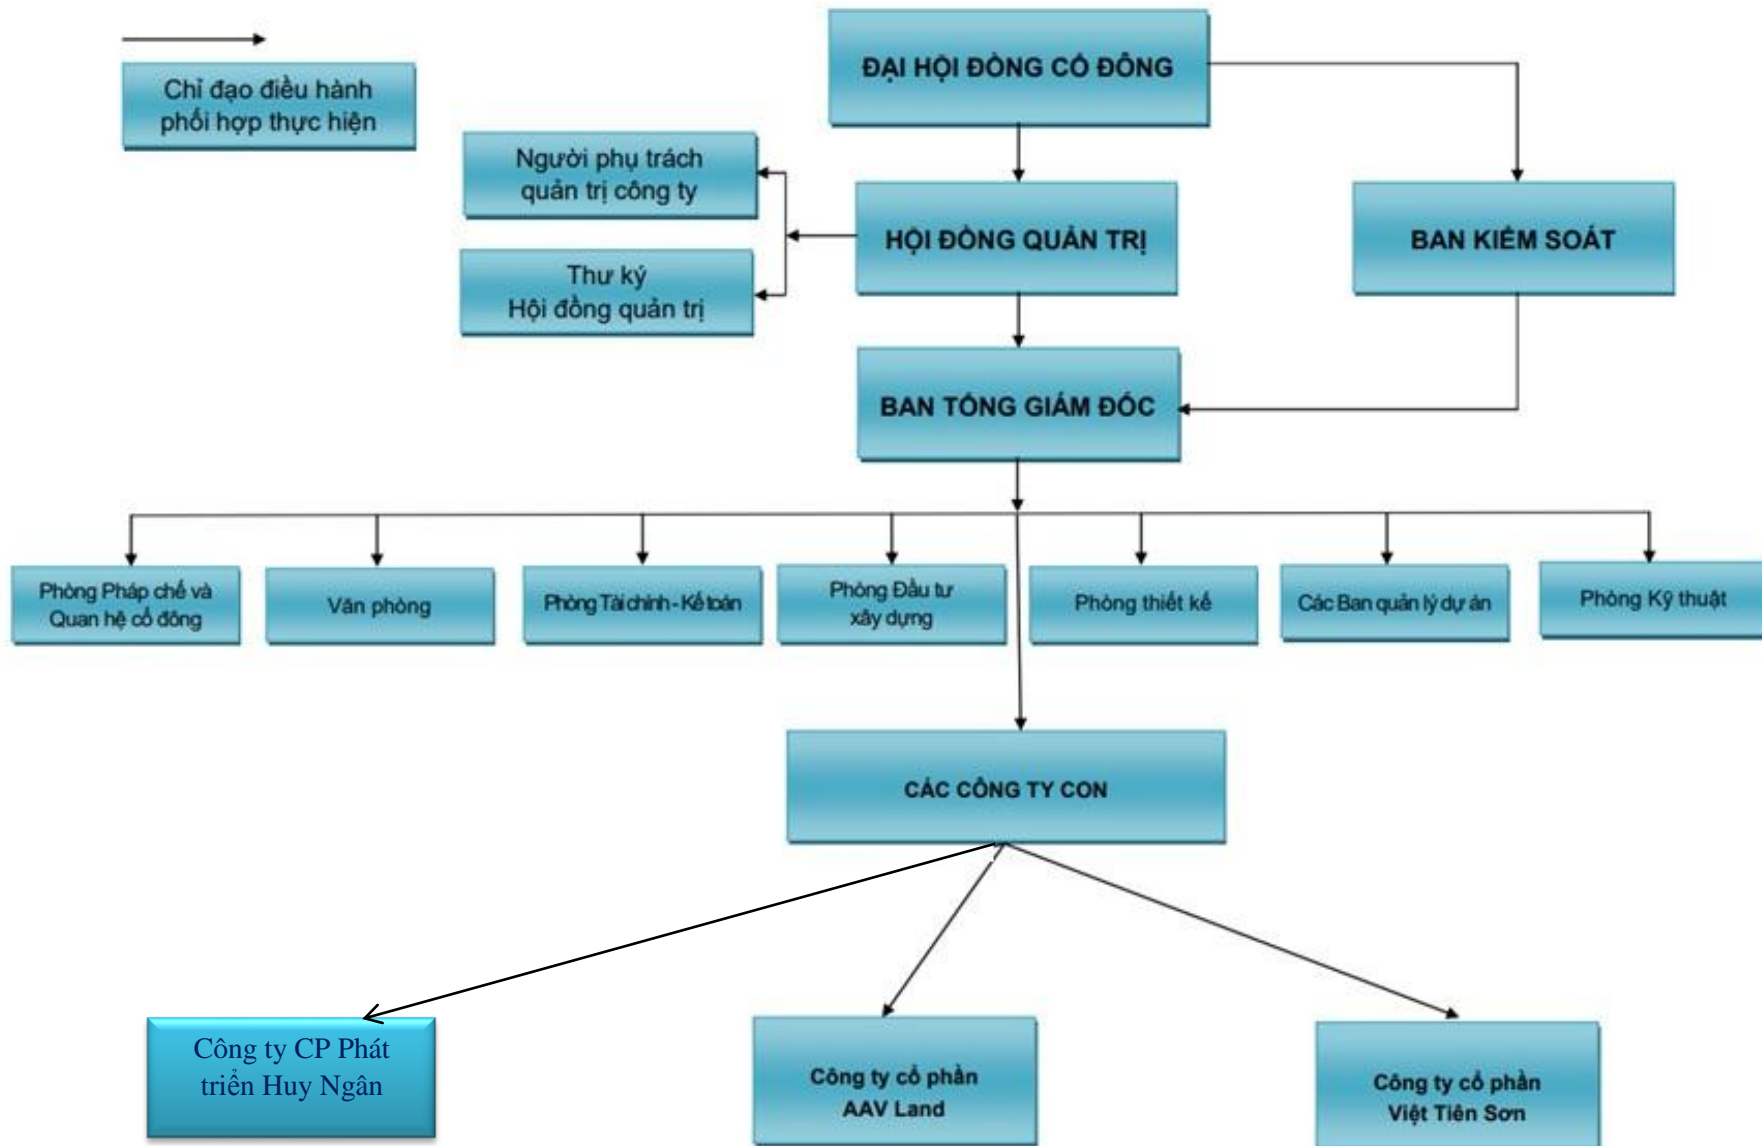 Chỉ đạo điều hành
phối hợp thực hiện
ĐẠI HỘI ĐỒNG CỔ ĐÔNG
Người phụ trách
quản trị công ty
Thư ký
Hội đồng quản trị
HỘI ĐỒNG QUẢN TRỊ
BAN KIỂM SOÁT
BAN TỔNG GIÁM ĐỐC
Phòng Pháp chế và
Quan hệ cổ đông
Văn phòng
Phòng Tài chính - Kế toán
Phòng Đầu tư
xây dựng
Phòng thiết kế
Các Ban quản lý dự án
Phòng Kỹ thuật
CÁC CÔNG TY CON
Công ty CP Phát
triển Huy Ngân
Công ty cổ phần
AAV Land
Công ty cổ phần
Việt Tiên Sơn